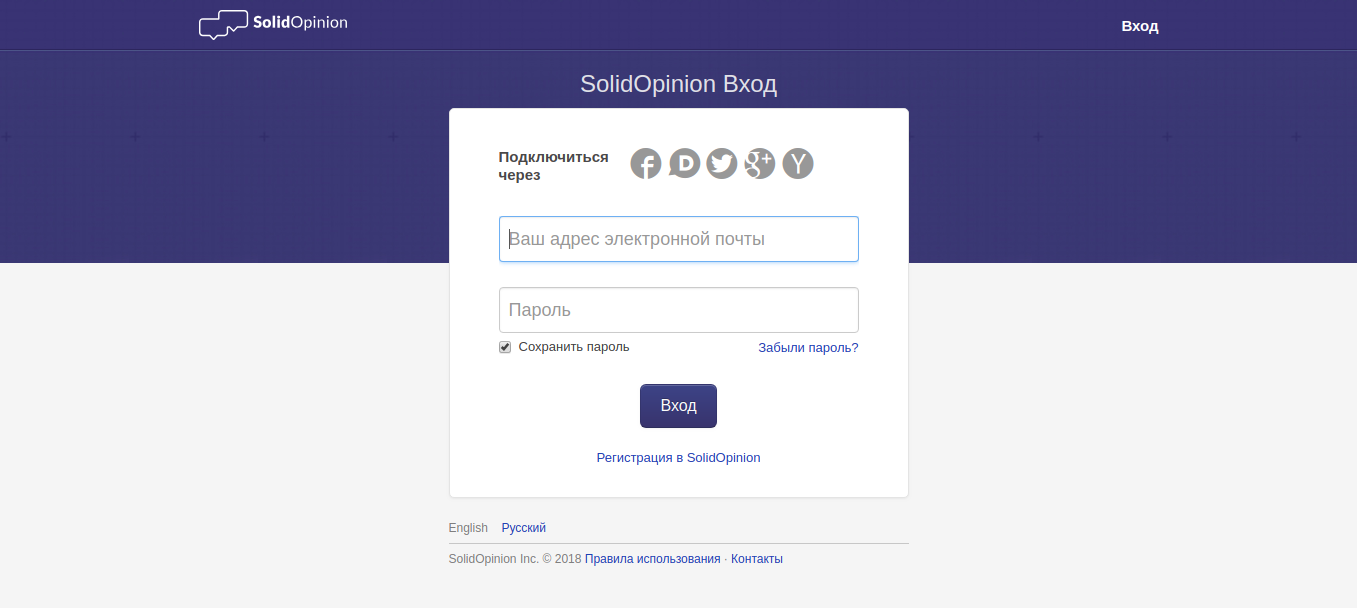 SolidOpinion
Вход
SolidOpinion Вход
Подключиться
через
Ваш адрес электронной почты
Пароль
Сохранить пароль
Забыли пароль?
Вход
Регистрация в SolidOpinion
English Русский
SolidOpinion Inc. © 2018 Правила использования · Контакты